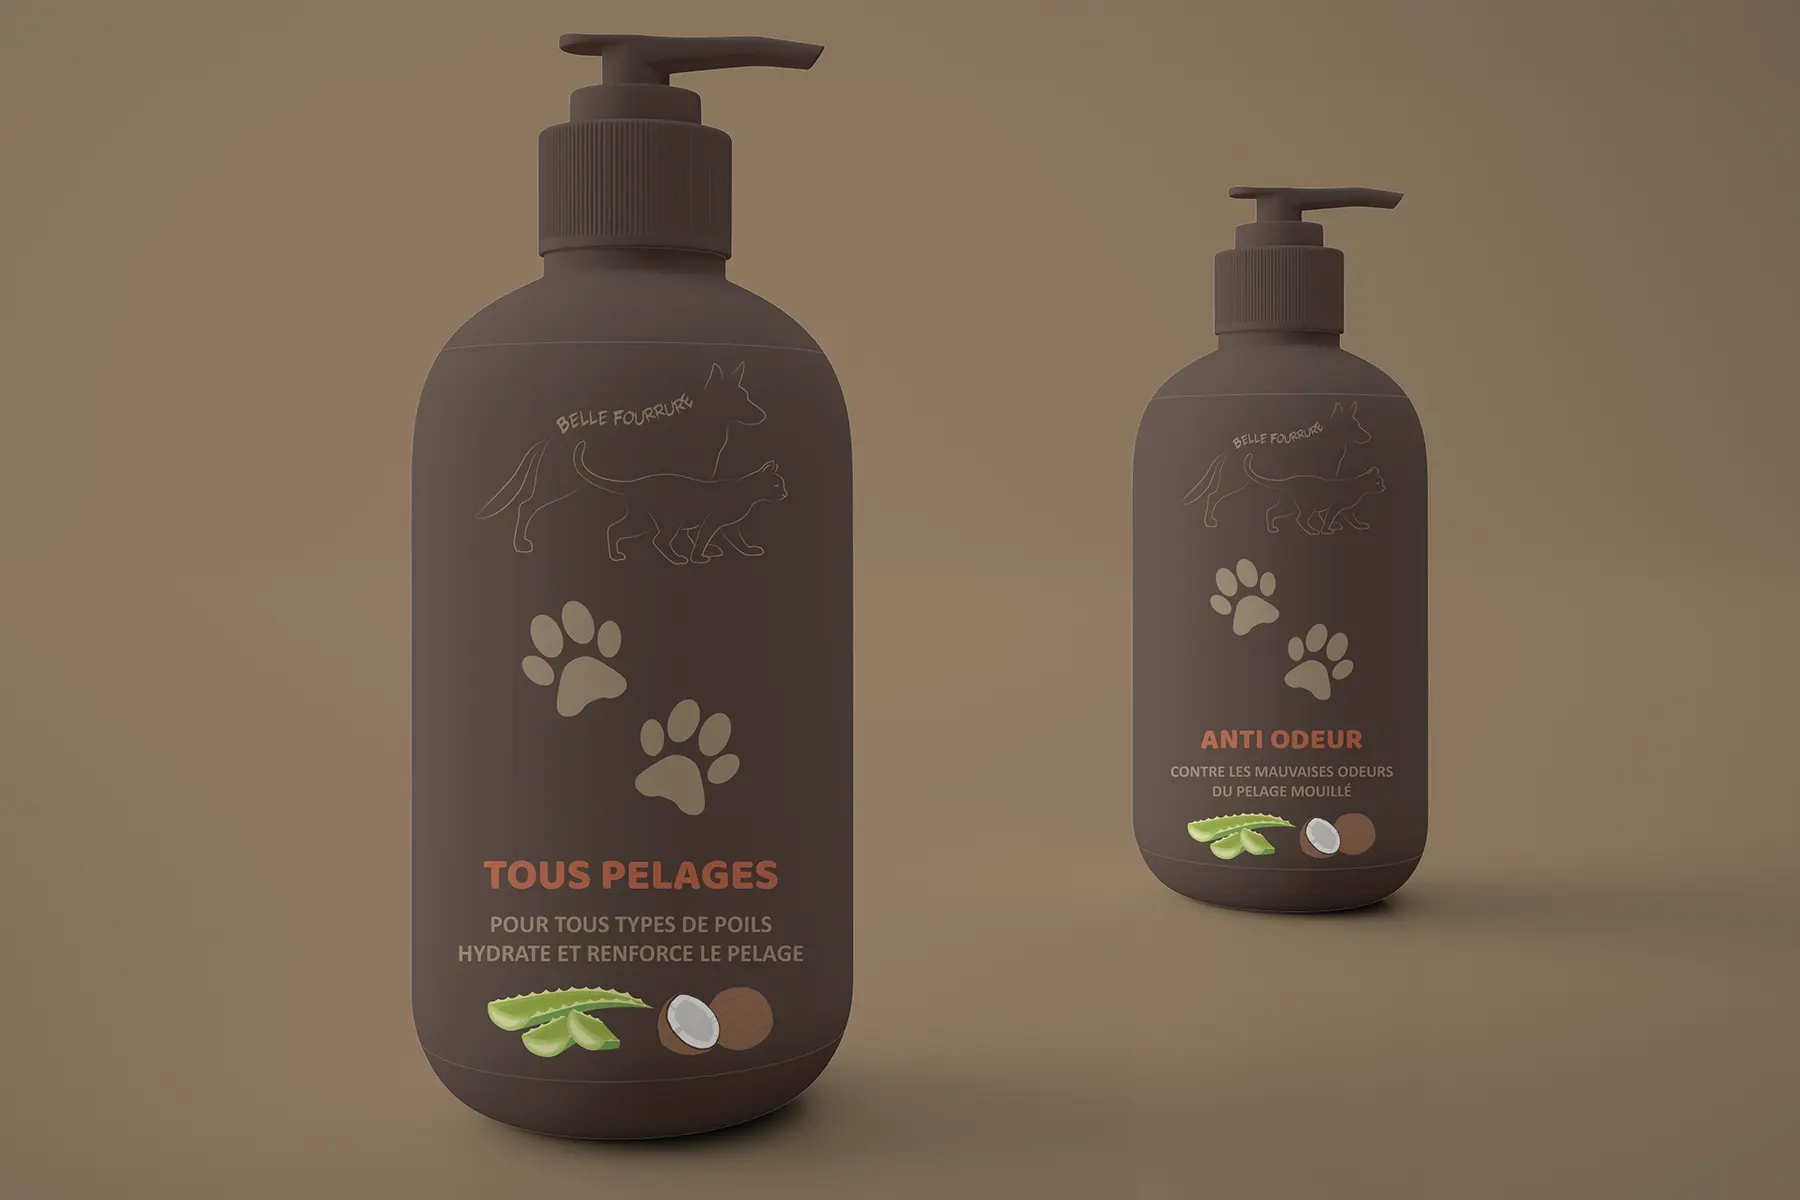 BELLE FOURRURE
TOUS PELAGES
POUR TOUS TYPES DE POILS
HYDRATE ET RENFORCE LE PELAGE
BELLE FOURRURE
ANTI ODEUR
CONTRE LES MAUVAISES ODEURS
DU PELAGE MOUILLÉ